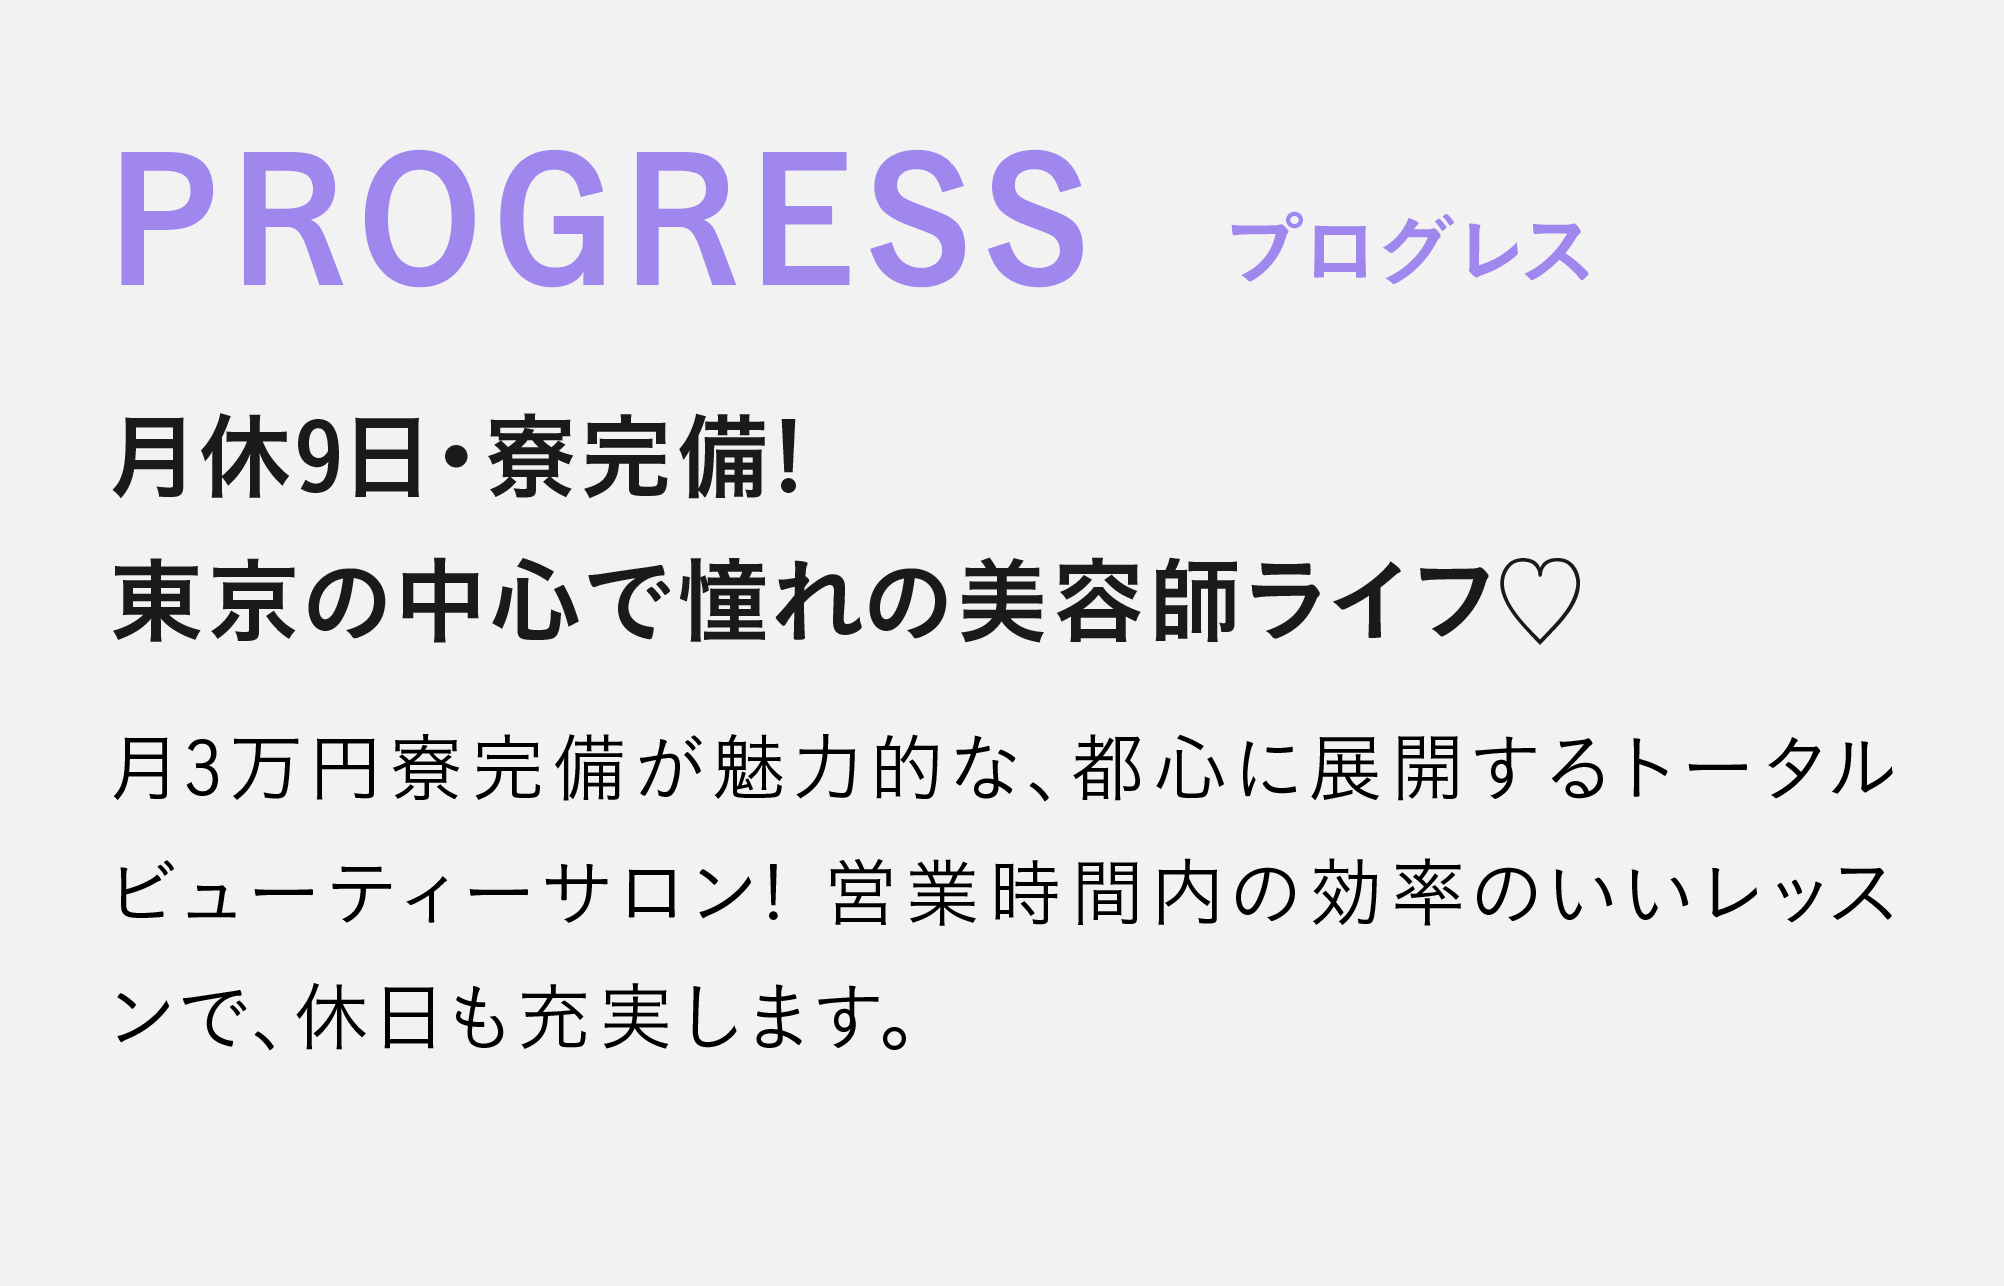 PROGRESS プログレス
月休9日・寮完備！
東京の中心で憧れの美容師ライフ♡
月3万円寮完備が魅力的な、都心に展開するトータル
ビューティーサロン！ 営業時間内の効率のいいレッス
ンで、休日も充実します。